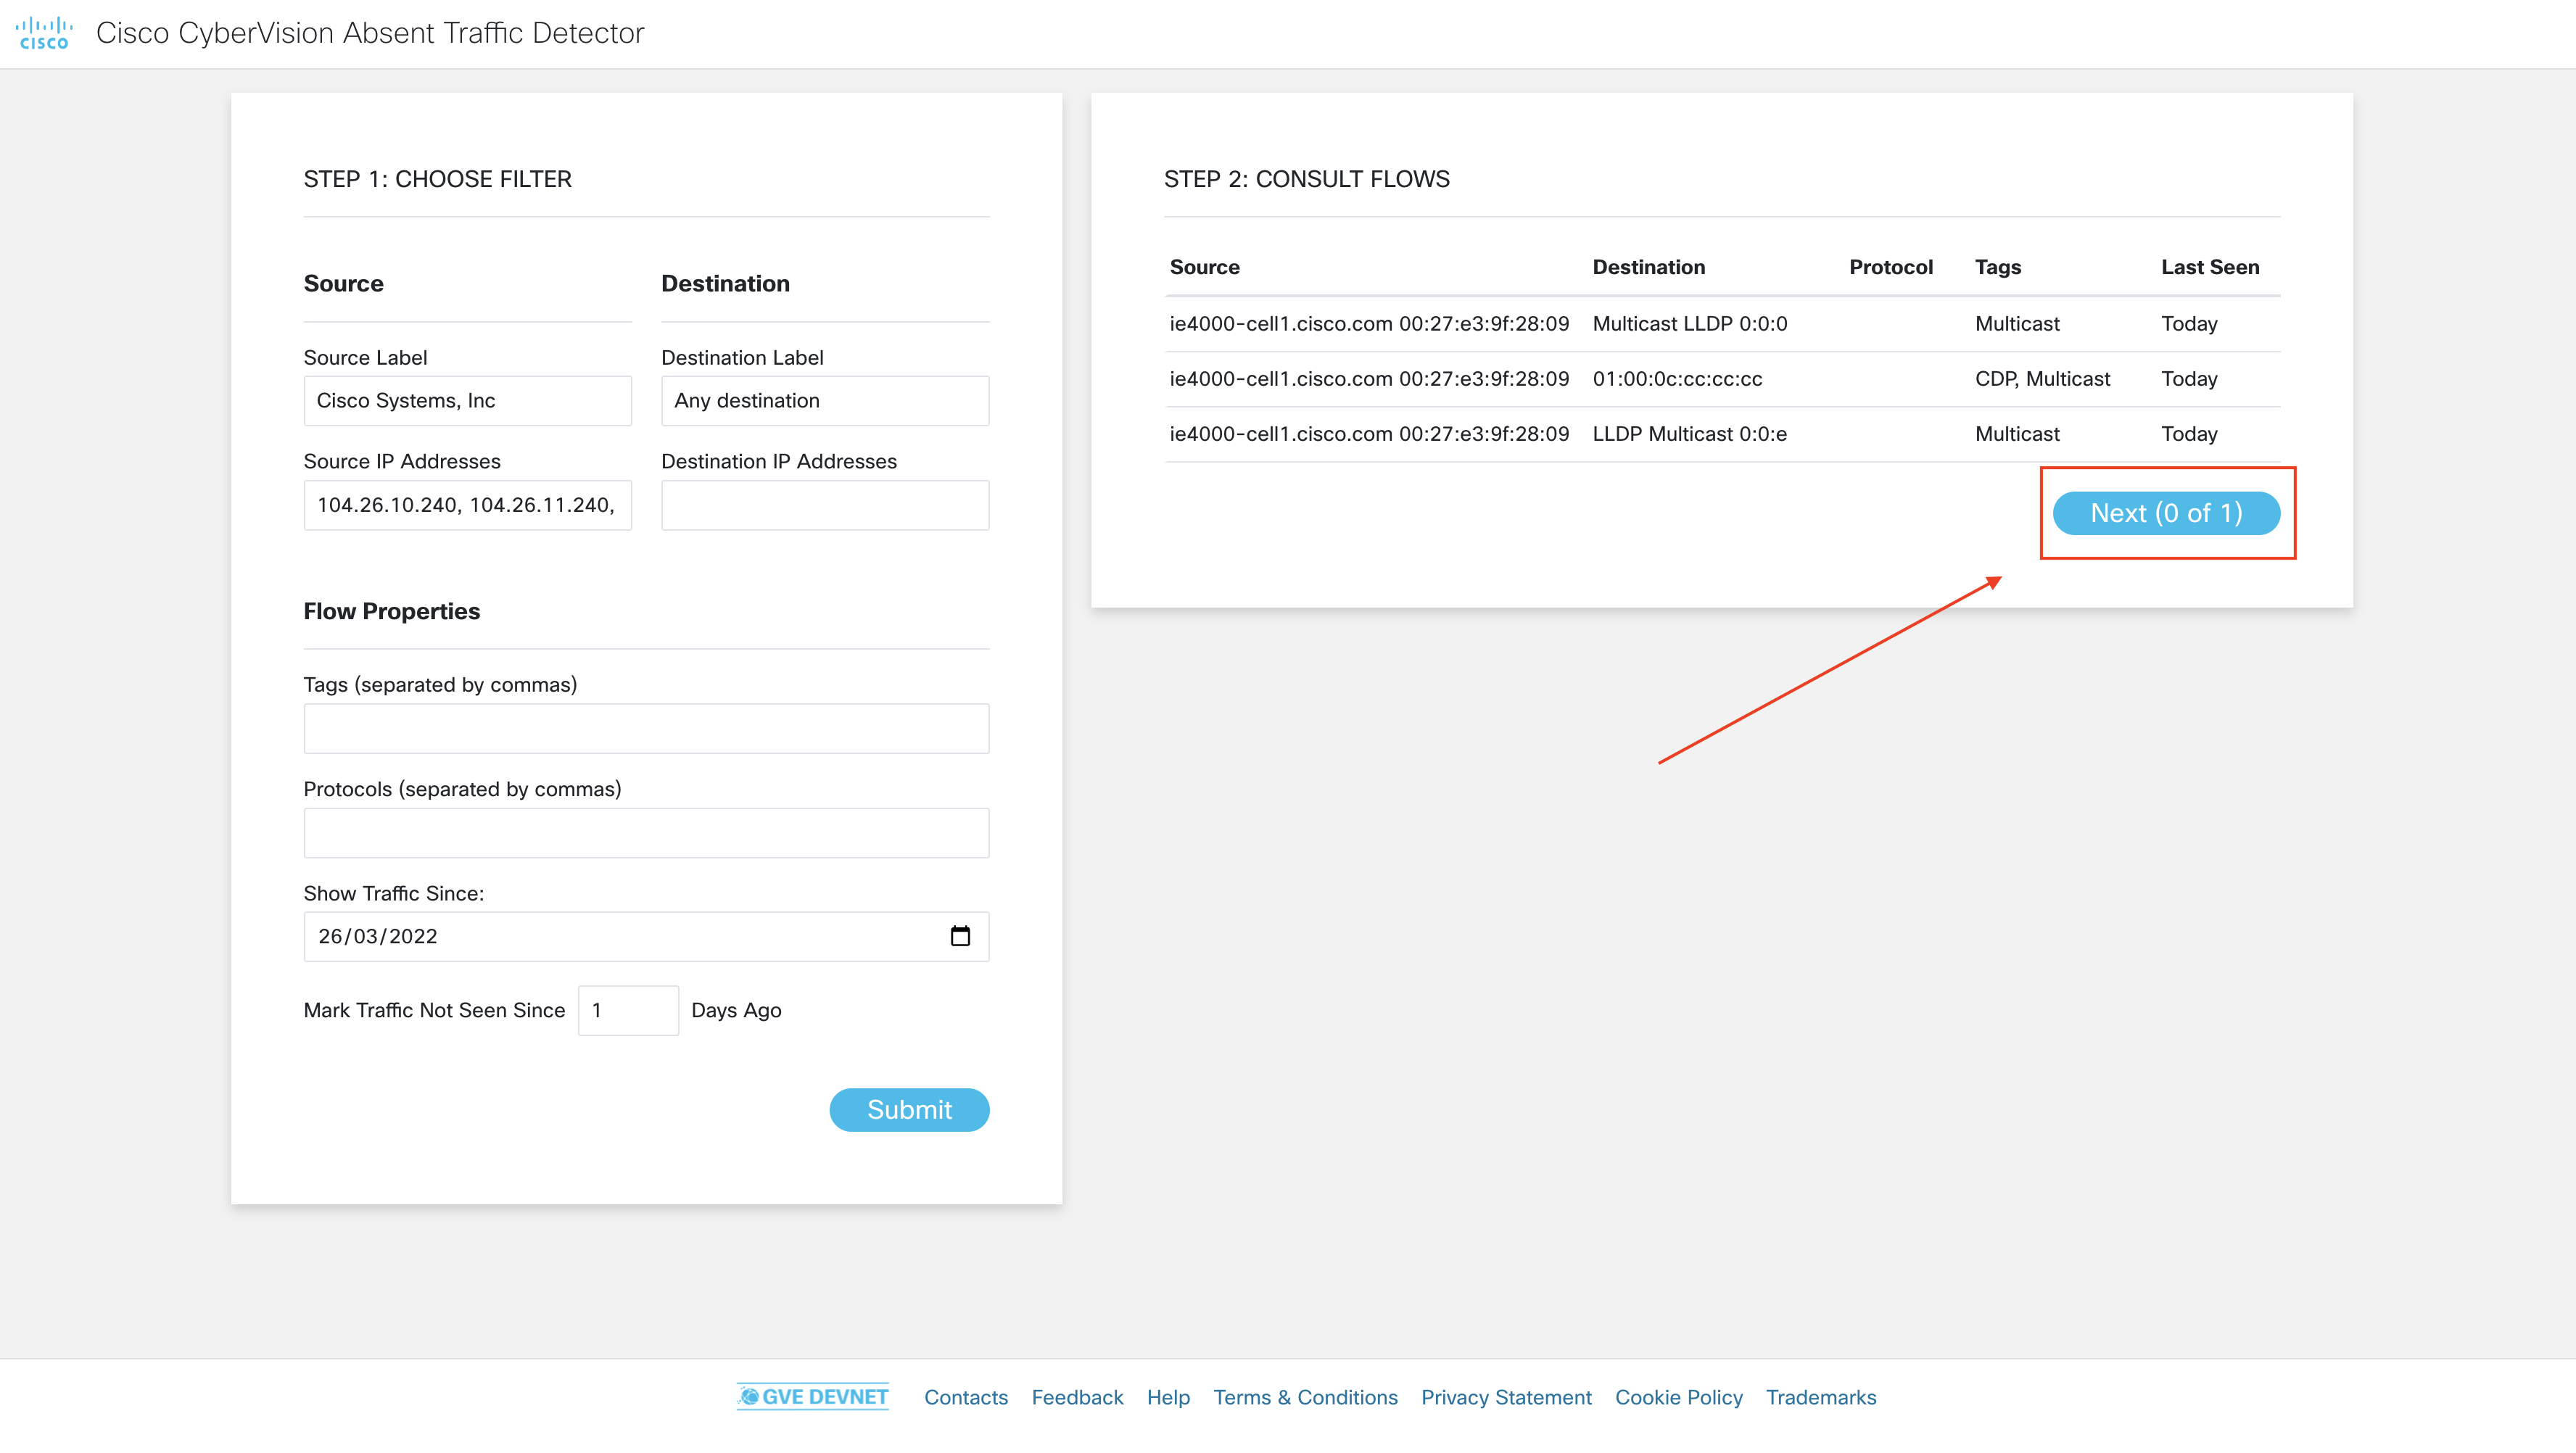 CISCO Cisco CyberVision Absent Traffic Detector
STEP 1: CHOOSE FILTER
Source Destination
Source Label Destination Label
Cisco Systems, Inc Any destination
Source IP Addresses Destination IP Addresses
104.26.10.240, 104.26.11.240,
Flow Properties
Tags (separated by commas)
Protocols (separated by commas)
Show Traffic Since:
26/03/2022
Mark Traffic Not Seen Since 1 Days Ago
Submit
STEP 2: CONSULT FLOWS
Source Destination Protocol Tags Last Seen
ie4000-cell1.cisco.com 00:27:e3:9f:28:09 Multicast LLDP 0:0:0 Multicast Today
ie4000-cell1.cisco.com 00:27:e3:9f:28:09 01:00:0c:cc:cc:cc CDP, Multicast Today
ie4000-cell1.cisco.com 00:27:e3:9f:28:09 LLDP Multicast 0:0:e Multicast Today
Next (0 of 1)
GVE DEVNET Contacts Feedback Help Terms & Conditions Privacy Statement Cookie Policy Trademarks